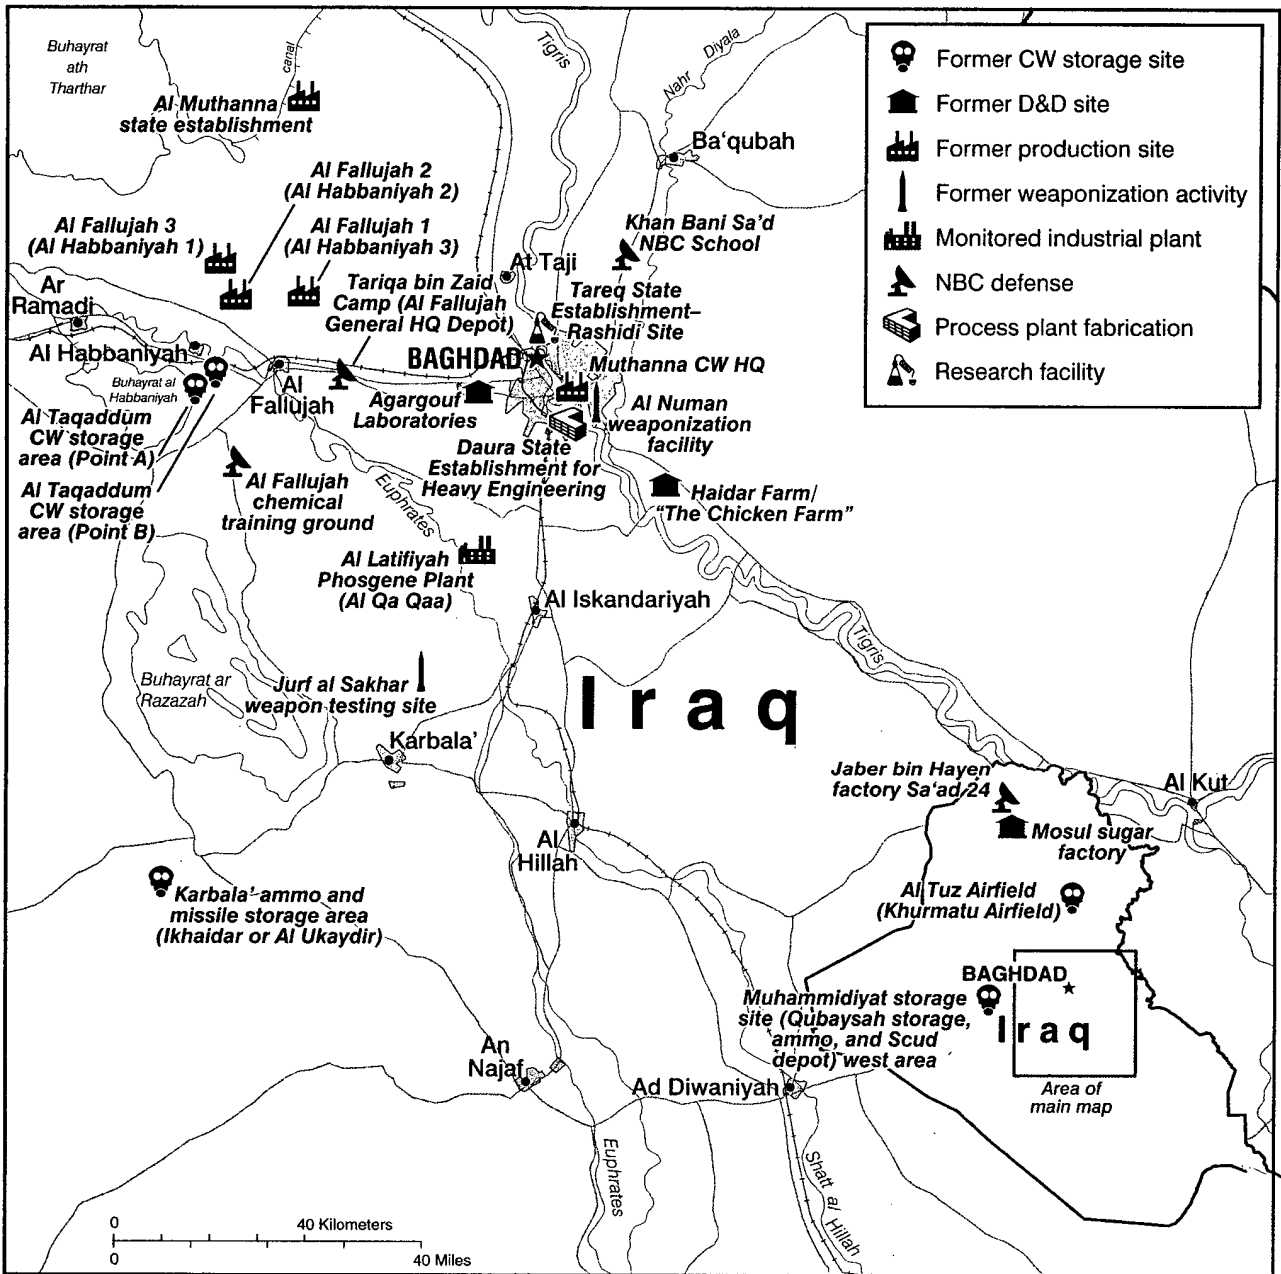 Buhayrat
ath
Tharthar
canal
Al Muthanna
state establishment
Tigris
Nahr Diyala
Ba‘qubah
Al Fallujah 2
(Al Habbaniyah 2)
Al Fallujah 3
(Al Habbaniyah 1)
Al Fallujah 1
(Al Habbaniyah 3)
Khan Bani Sa’d
NBC School
At Taji
Ar
Ramadi
Tariqa bin Zaid
Camp (Al Fallujah
General HQ Depot)
Tareq State
Establishment–
Rashidi Site
Al Habbaniyah
BAGHDAD
Muthanna CW HQ
Buhayrat al
Habbaniyah
Al
Fallujah
Agargouf
Laboratories
Al Numan
weaponization
facility
Al Taqaddum
CW storage
area (Point A)
Daura State
Establishment for
Heavy Engineering
Al Taqaddum
CW storage
area (Point B)
Al Fallujah
chemical
training ground
Euphrates
Haidar Farm/
“The Chicken Farm”
Al Latifiyah
Phosgene Plant
(Al Qa Qaa)
Al Iskandariyah
Tigris
Buhayrat ar
Razazah
Jurf al Sakhar
weapon testing site
Iraq
Karbala’
Jaber bin Hayen
factory Sa‘ad 24
Al Kut
Al
Hillah
Mosul sugar
factory
Karbala’ ammo and
missile storage area
(Ikhaidar or Al Ukaydir)
Al Tuz Airfield
(Khurmatu Airfield)
BAGHDAD
Iraq
Muhammidiyat storage
site (Qubaysah storage,
ammo, and Scud
depot) west area
An
Najaf
Ad Diwaniyah
Area of
main map
Euphrates
Shatt al Hillah
0 40 Kilometers
0 40 Miles
Former CW storage site
Former D&D site
Former production site
Former weaponization activity
Monitored industrial plant
NBC defense
Process plant fabrication
Research facility